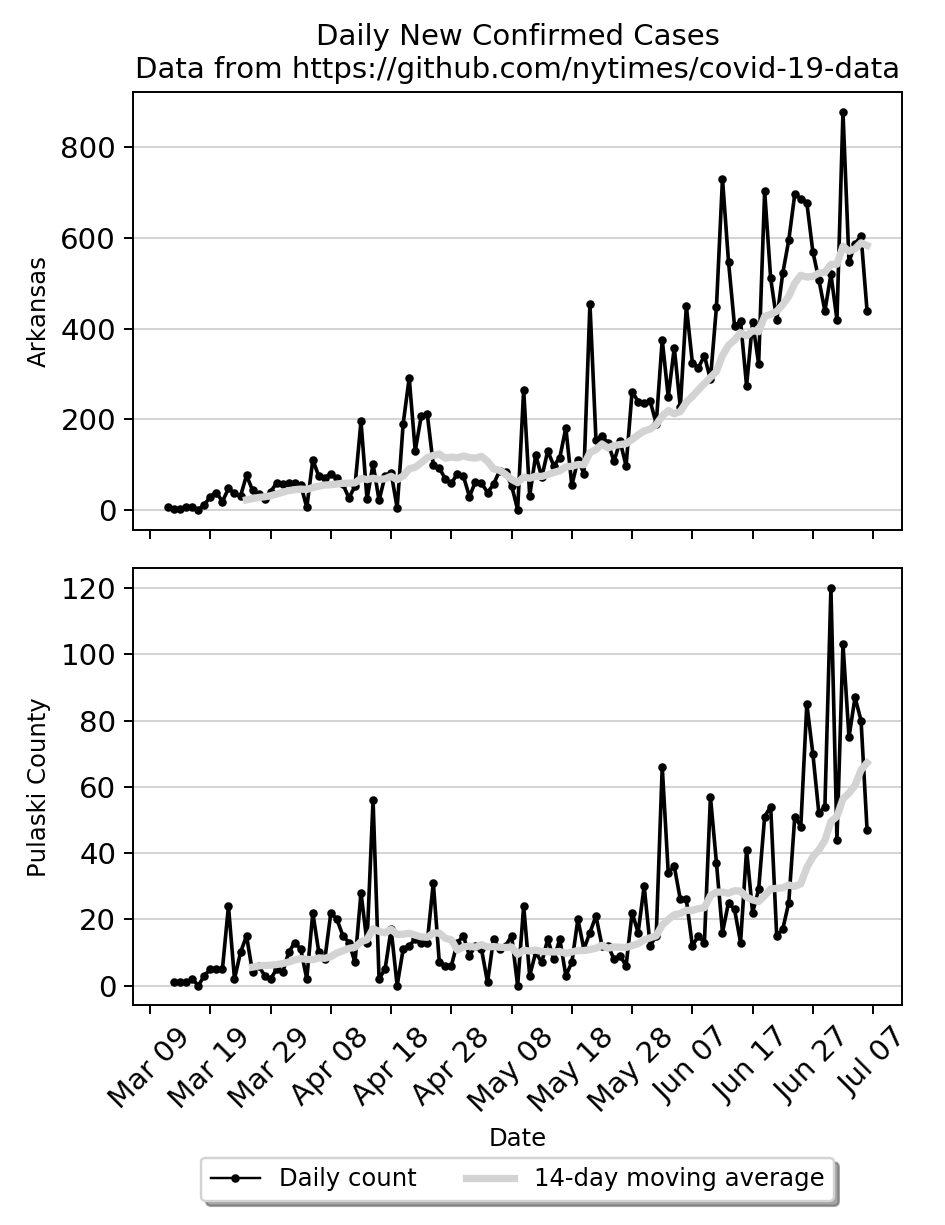 Daily New Confirmed Cases
Data from https://github.com/nytimes/covid-19-data
800
600
400
200
0
Arkansas
120
100
80
60
40
20
0
Pulaski County
Mar 09
Mar 19
Mar 29
Apr 08
Apr 18
Apr 28
May 08
May 18
May 28
Jun 07
Jun 17
Jun 27
Jul 07
Date
Daily count
14-day moving average